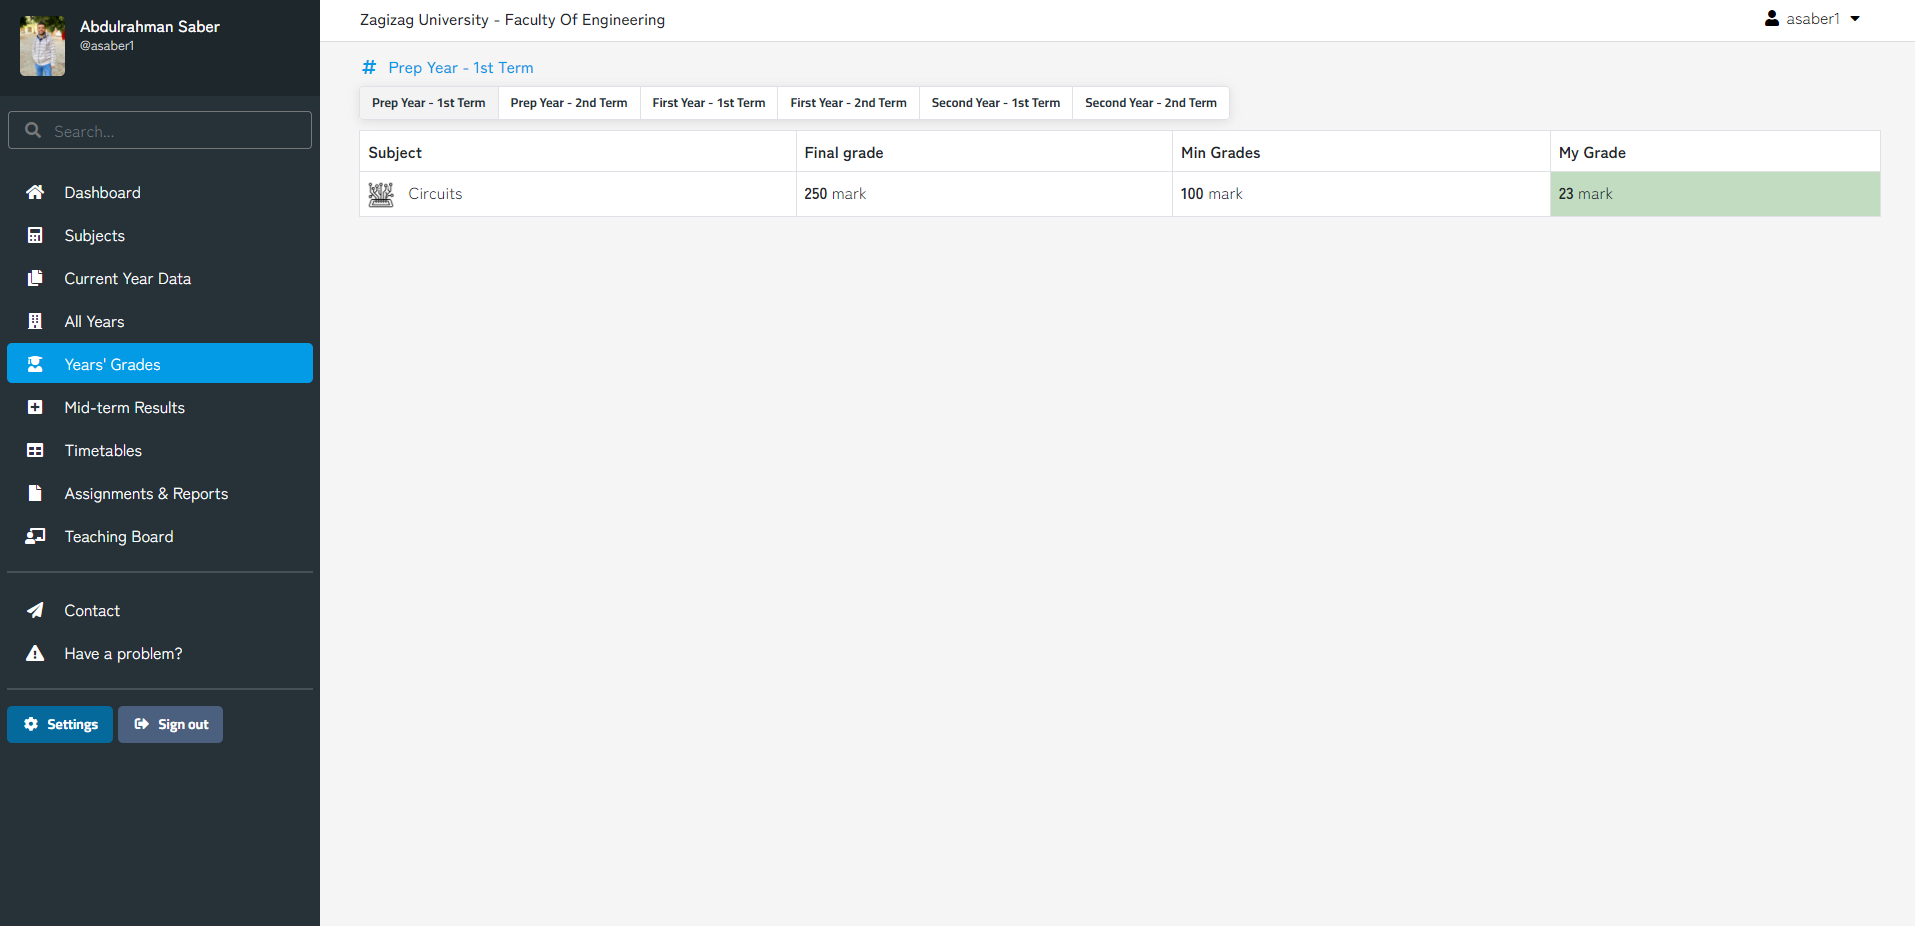 Abdulrahman Saber
@asaber1
Search...
Dashboard
Subjects
Current Year Data
All Years
Years' Grades
Mid-term Results
Timetables
Assignments & Reports
Teaching Board
Contact
Have a problem?
Settings Sign out
Zagizag University - Faculty Of Engineering
asaber1
# Prep Year - 1st Term
Prep Year - 1st Term Prep Year - 2nd Term First Year - 1st Term First Year - 2nd Term Second Year - 1st Term Second Year - 2nd Term
Subject Final grade Min Grades My Grade
Circuits 250 mark 100 mark 23 mark